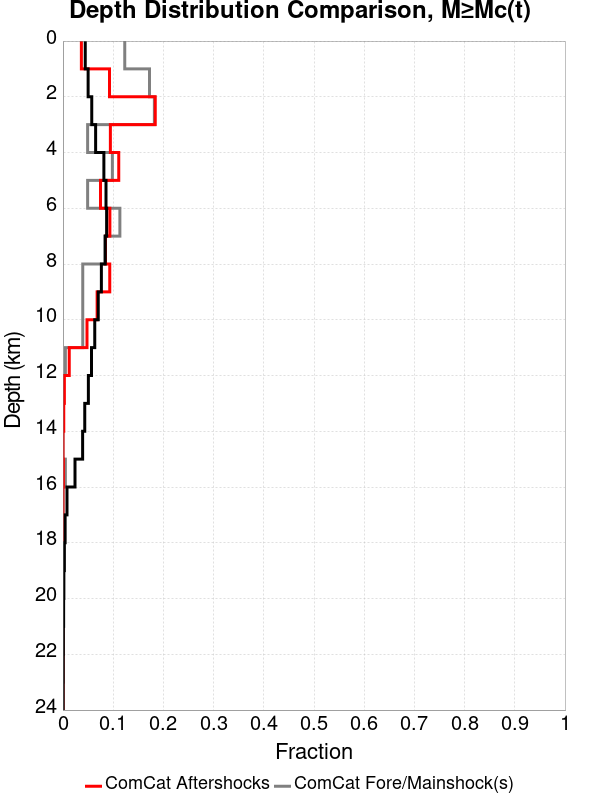 Depth Distribution Comparison, M≥Mc(t)
0
2
4
6
8
10
12
14
16
18
20
22
24
Depth (km)
0 0.1 0.2 0.3 0.4 0.5 0.6 0.7 0.8 0.9 1
Fraction
ComCat Aftershocks ComCat Fore/Mainshock(s)